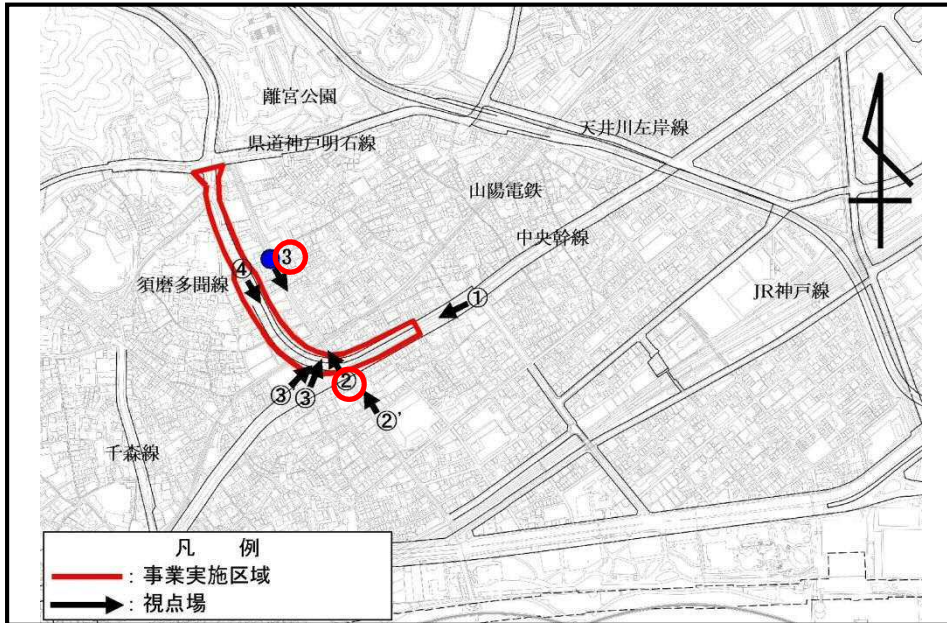 離宮公園
県道神戸明石線
天井川左岸線
山陽電鉄
中央幹線
③
④
須磨多聞線
JR神戸線
①
②
③
③
②'
千森線
凡　例
：事業実施区域
：視点場